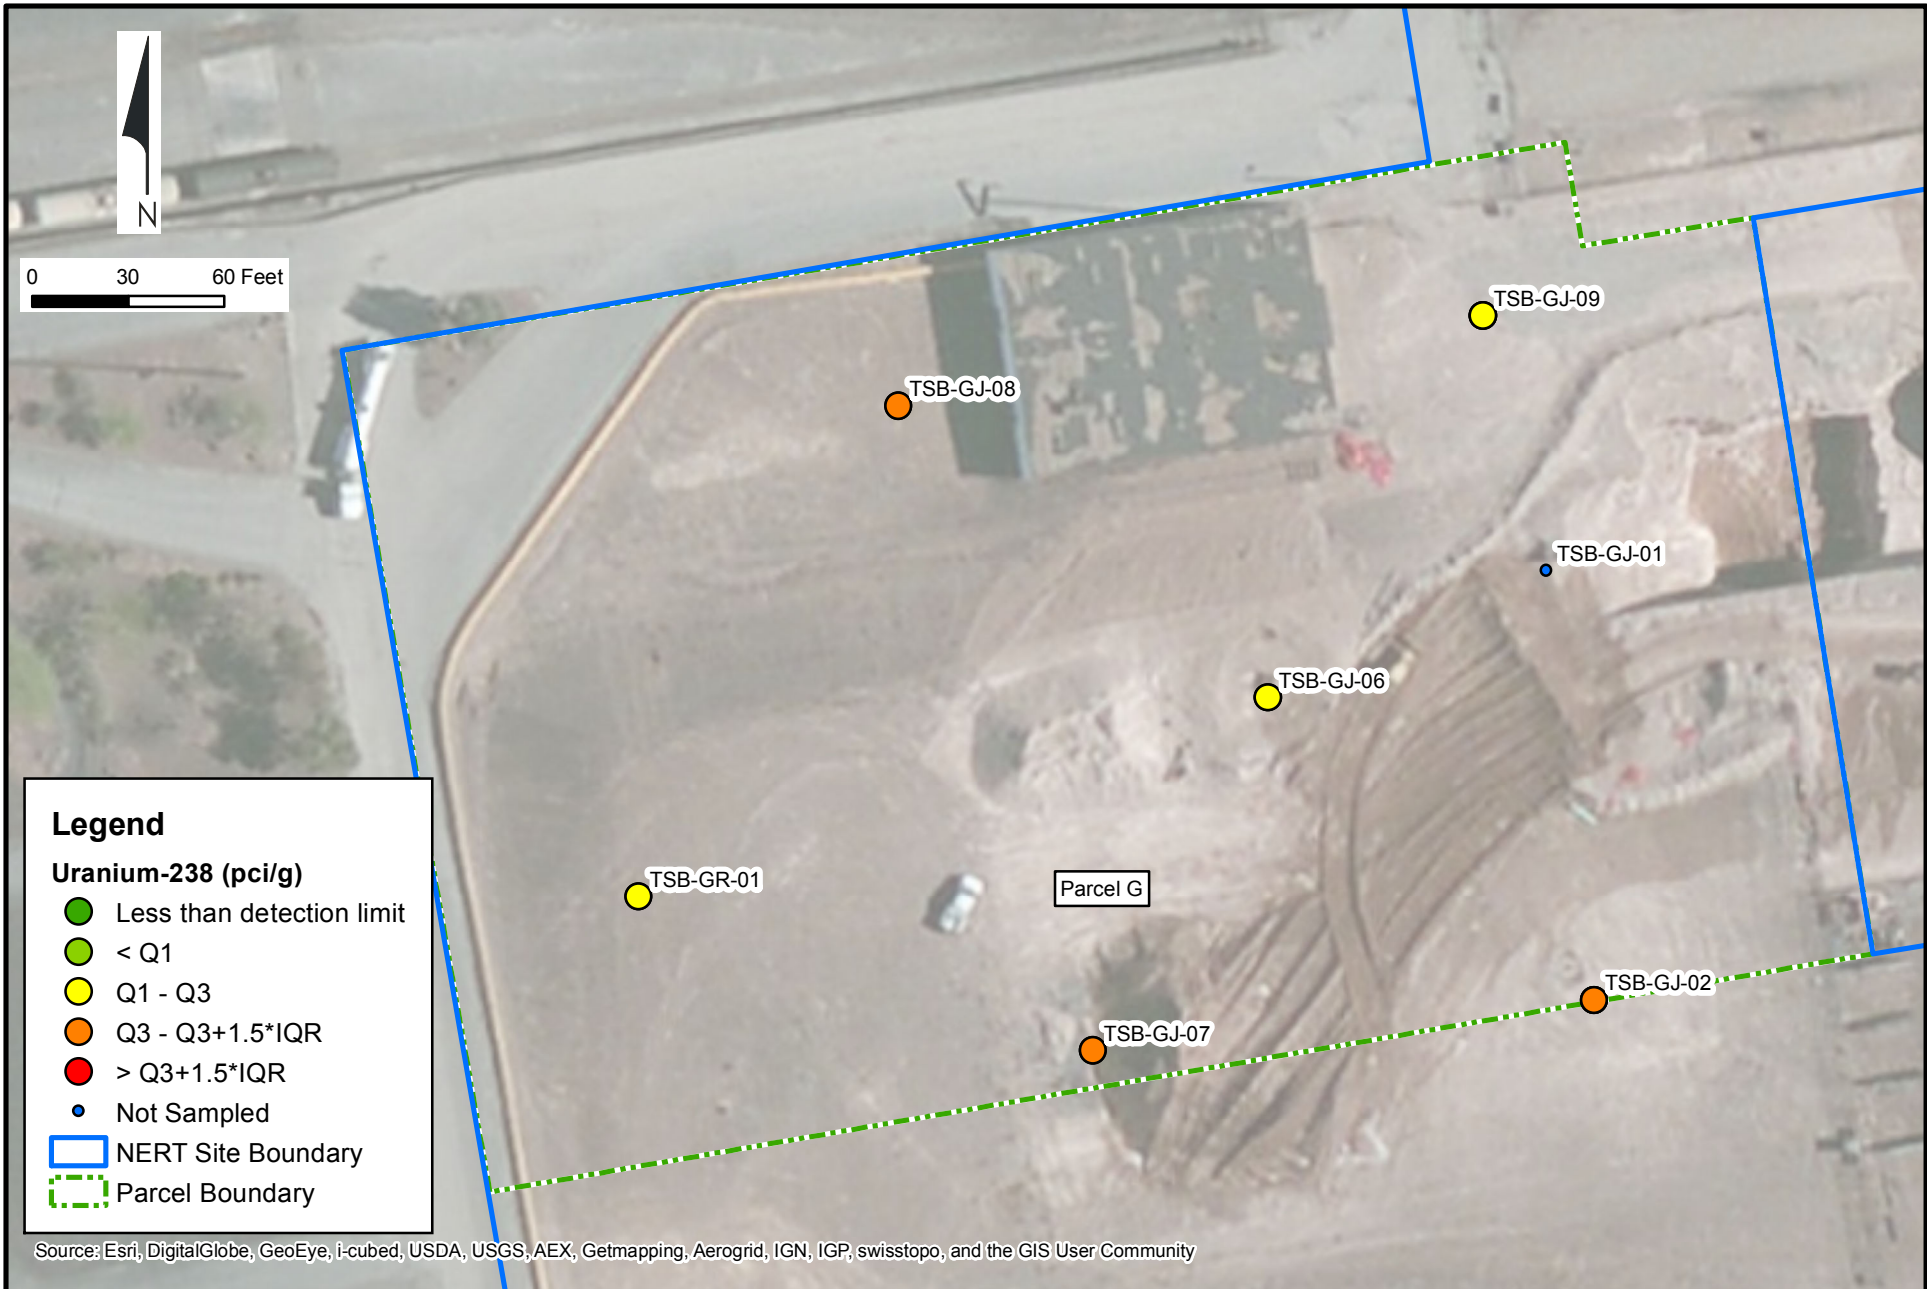 N
0 30 60 Feet
TSB-GJ-09
TSB-GJ-08
TSB-GJ-01
TSB-GJ-06
TSB-GR-01
Parcel G
TSB-GJ-02
TSB-GJ-07
Legend
Uranium-238 (pci/g)
Less than detection limit
< Q1
Q1 - Q3
Q3 - Q3+1.5*IQR
> Q3+1.5*IQR
Not Sampled
NERT Site Boundary
Parcel Boundary
Source: Esri, DigitalGlobe, GeoEye, i-cubed, USDA, USGS, AEX, Getmapping, Aerogrid, IGN, IGP, swisstopo, and the GIS User Community